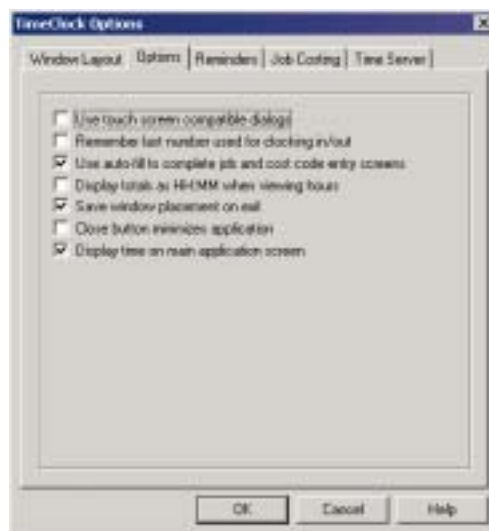 TimeClock Options
Window Layout Options Reminders Job Costing Time Server
Use touch screen compatible dialogs
Remember last number used for clocking in/out
Use auto-fill to complete job and cost code entry screens
Display totals as HH:MM when viewing hours
Save window placement on exit
Close button minimizes application
Display time on main application screen
OK Cancel Help